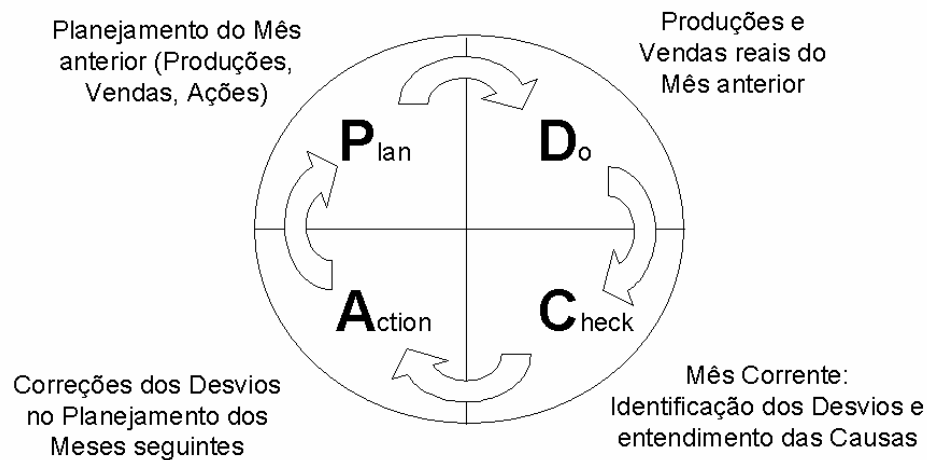 Planejamento do Mês
anterior (Produções,
Vendas, Ações)
Produções e
Vendas reais do
Mês anterior
Plan
Do
Action
Check
Correções dos Desvios
no Planejamento dos
Meses seguintes
Mês Corrente:
Identificação dos Desvios e
entendimento das Causas